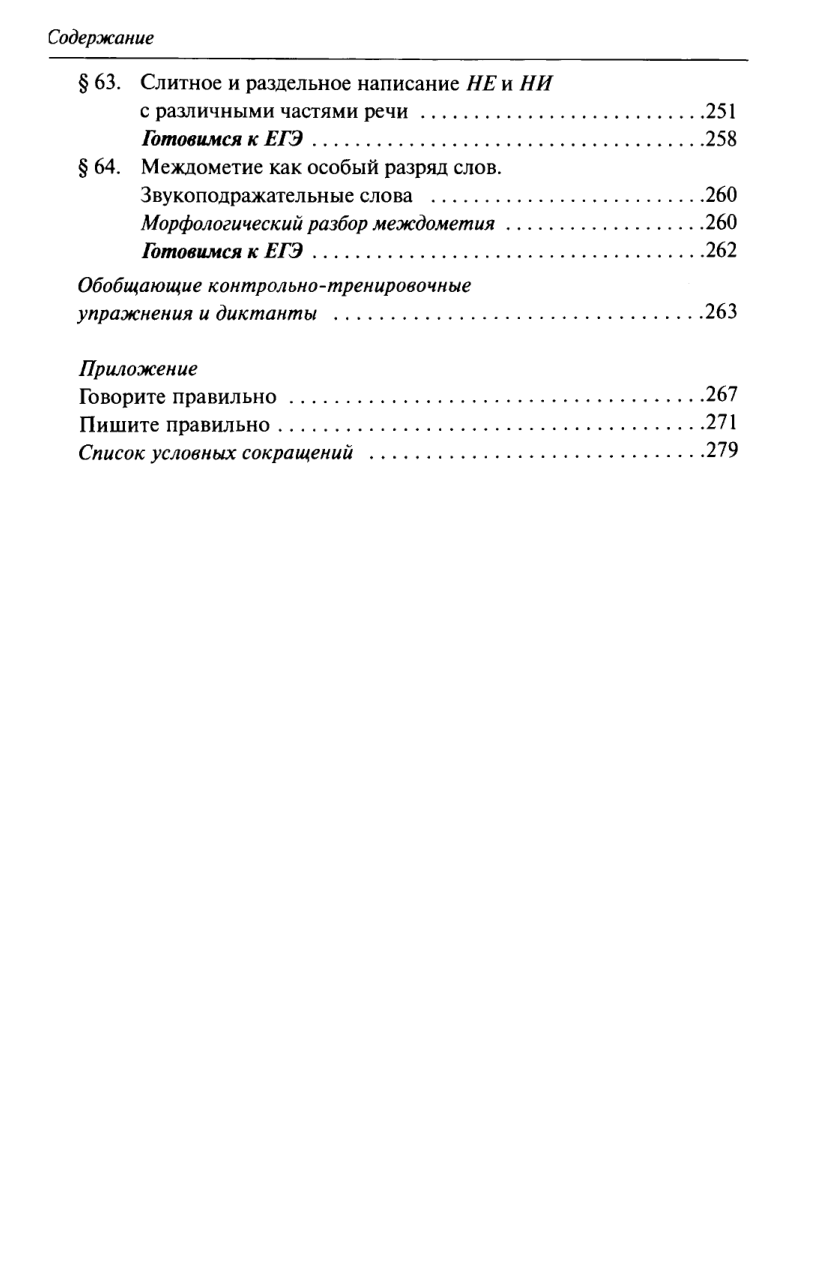 Содержание
§ 63. Слитное и раздельное написание НЕ и НИ
с различными частями речи . . . . . . . . . . . . . . . . . . . . . . . . . .251
Готовимся к ЕГЭ . . . . . . . . . . . . . . . . . . . . . . . . . . . . . . . . . . . .258
§ 64. Междометие как особый разряд слов.
Звукоподражательные слова . . . . . . . . . . . . . . . . . . . . . . . . .260
Морфологический разбор междометия . . . . . . . . . . . . . . . . . .260
Готовимся к ЕГЭ . . . . . . . . . . . . . . . . . . . . . . . . . . . . . . . . . . . .262
Обобщающие контрольно-тренировочные
упражнения и диктанты . . . . . . . . . . . . . . . . . . . . . . . . . . . . . . . . . .263
Приложение
Говорите правильно . . . . . . . . . . . . . . . . . . . . . . . . . . . . . . . . . . . . . .267
Пишите правильно . . . . . . . . . . . . . . . . . . . . . . . . . . . . . . . . . . . . . . .271
Список условных сокращений . . . . . . . . . . . . . . . . . . . . . . . . . . . . . . .279